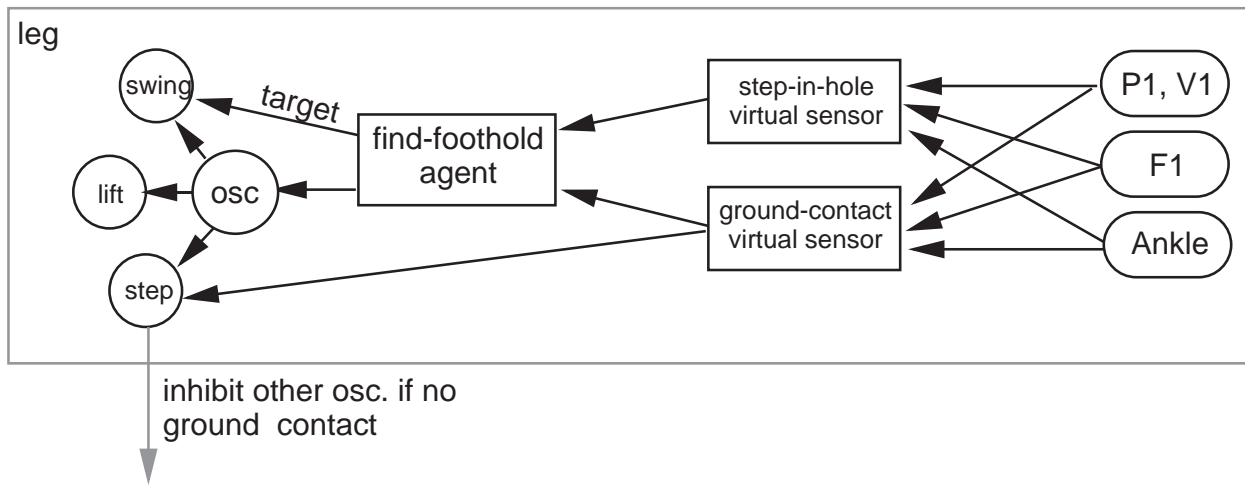 leg
swing
target
lift
osc
step
find-foothold
agent
step-in-hole
virtual sensor
ground-contact
virtual sensor
P1, V1
F1
Ankle
inhibit other osc. if no
ground contact